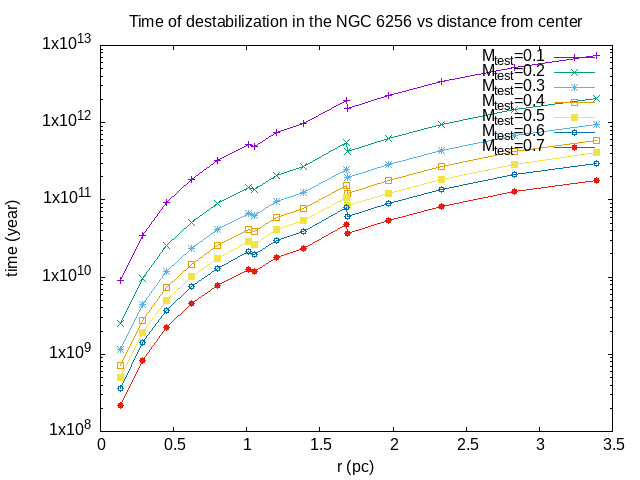 Time of destabilization in the NGC 6256 vs distance from center
1x10^13
1x10^12
1x10^11
1x10^10
1x10^9
1x10^8
time (year)
M_test=0.1
M_test=0.2
M_test=0.3
M_test=0.4
M_test=0.5
M_test=0.6
M_test=0.7
0 0.5 1 1.5 2 2.5 3 3.5
r (pc)